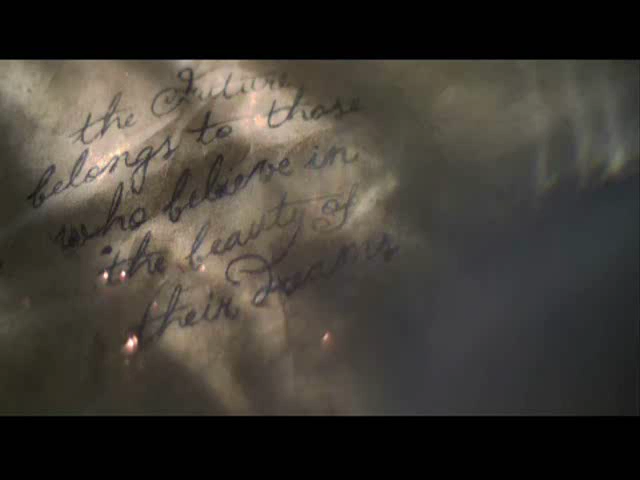 the Future
belongs to those
who believe in
the beauty of
their Dreams